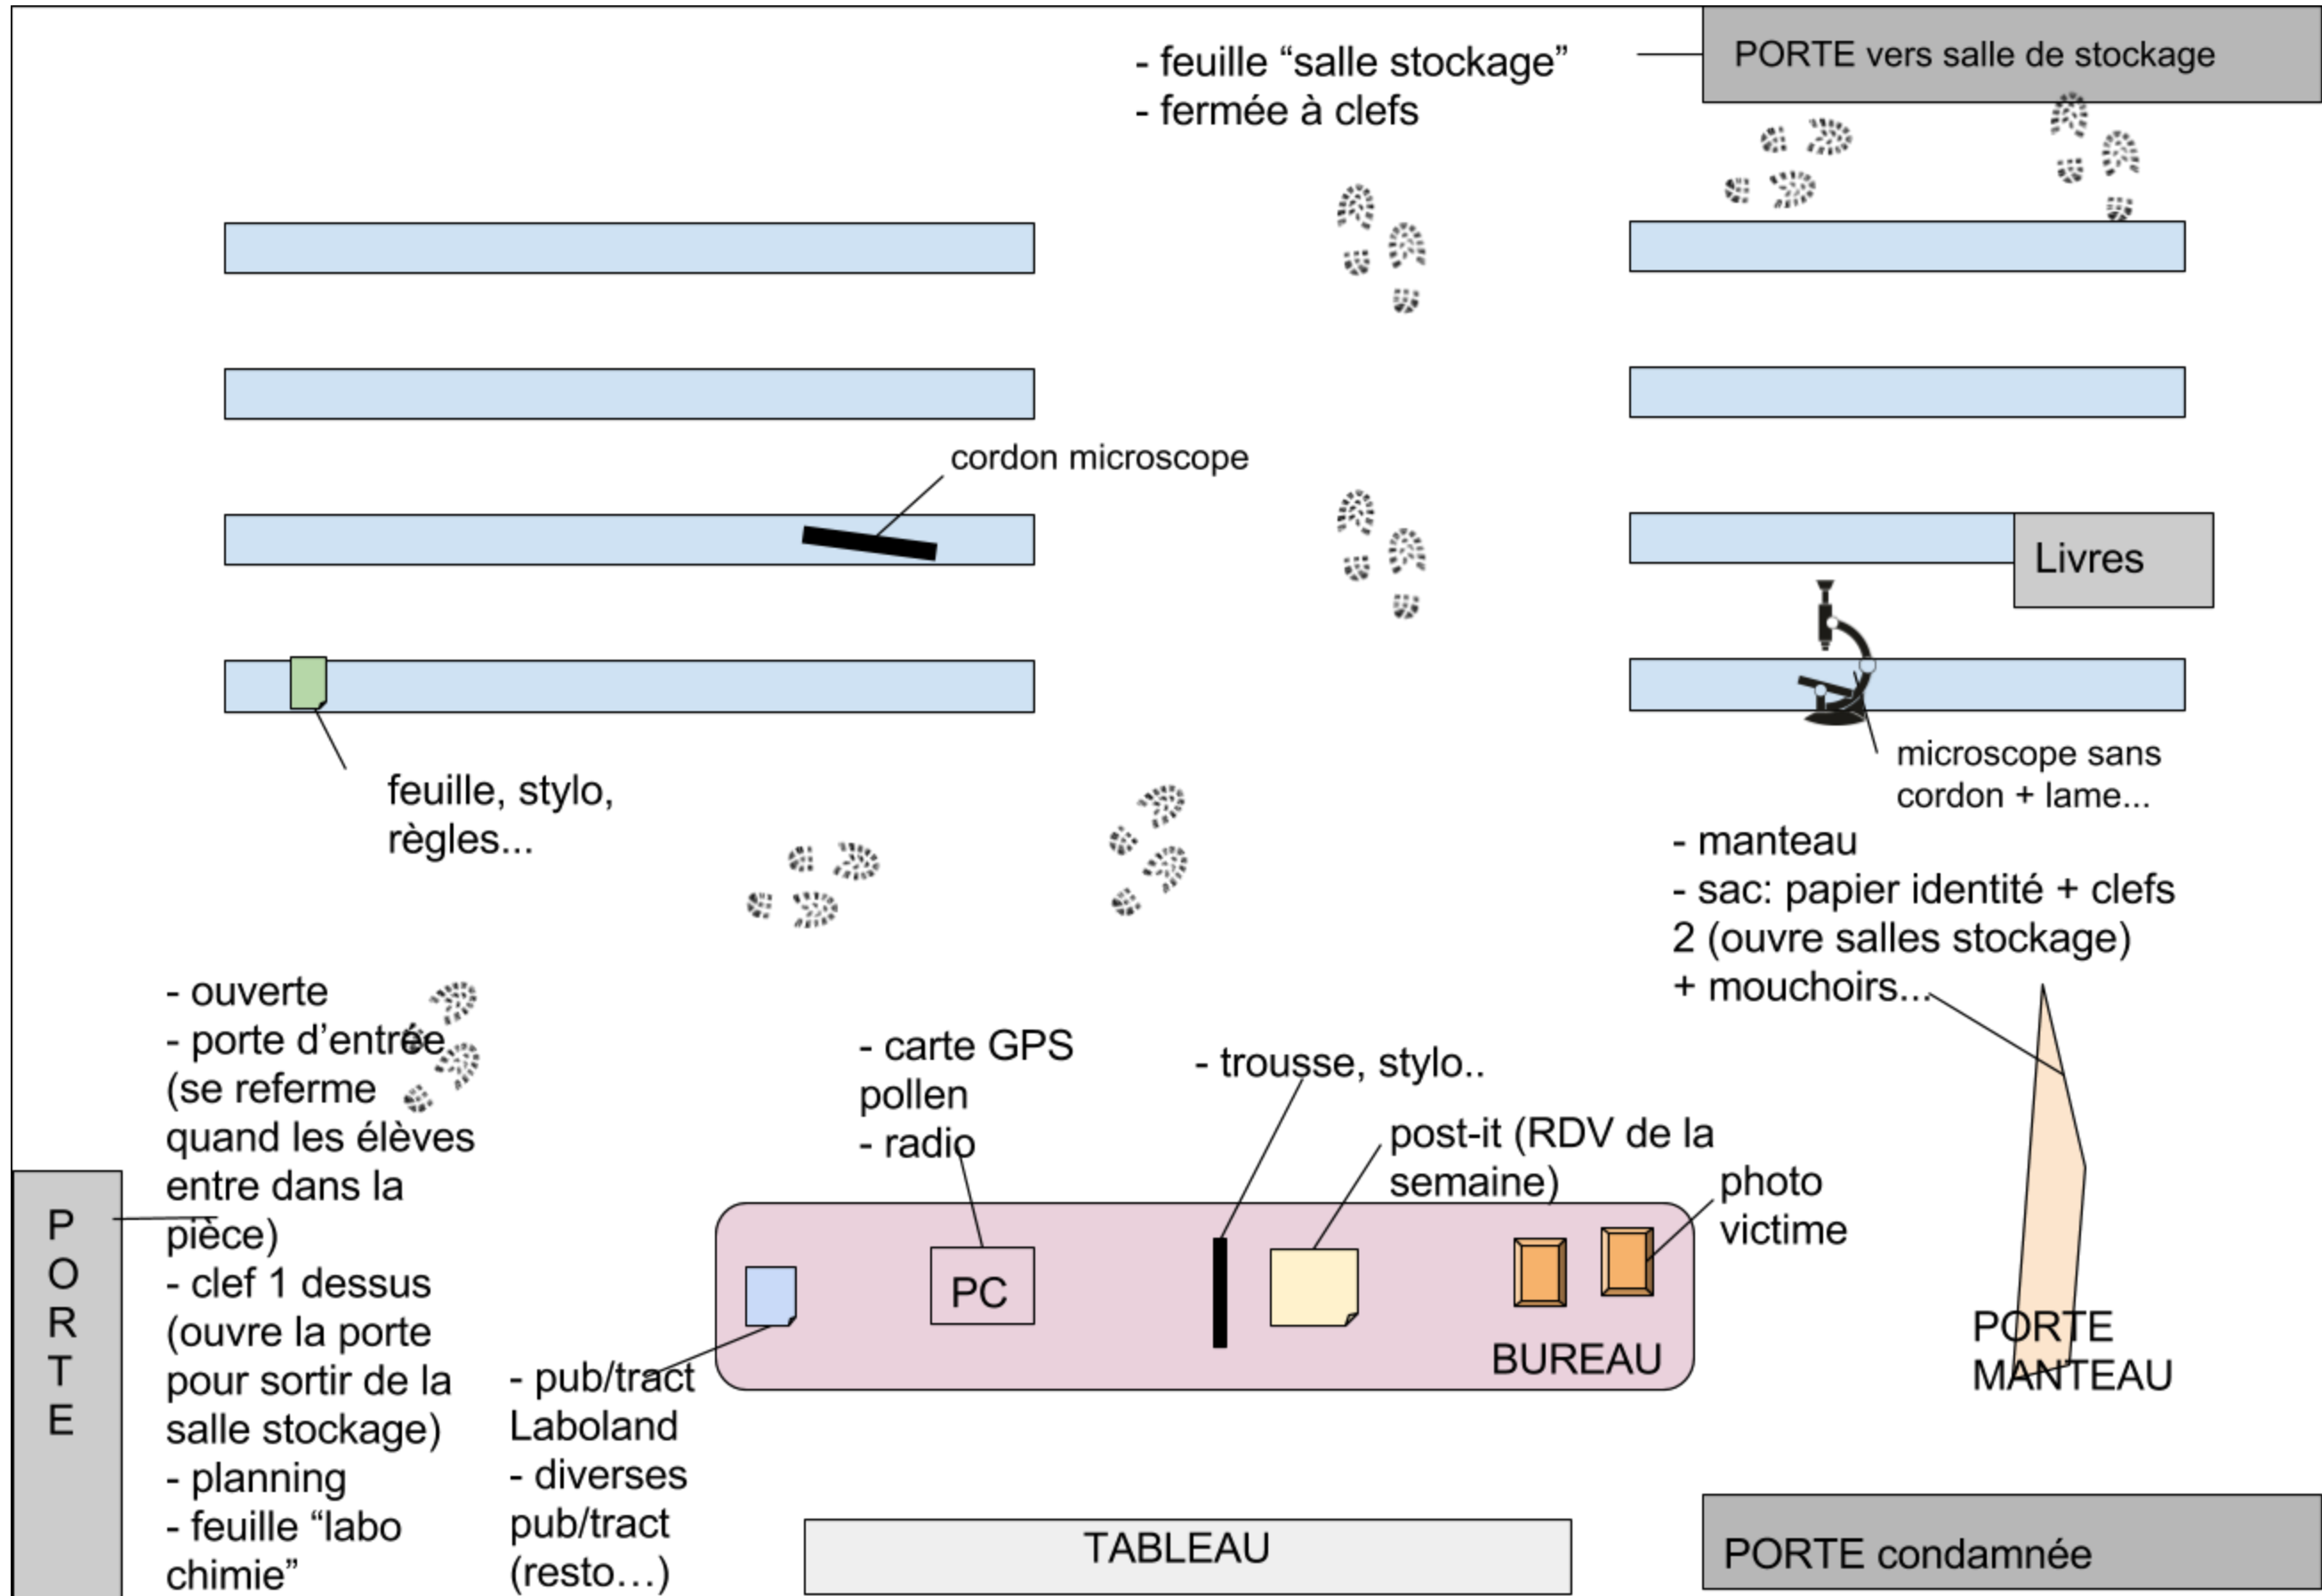 - feuille “salle stockage”
- fermée à clefs
PORTE vers salle de stockage
cordon microscope
Livres
feuille, stylo,
règles...
microscope sans
cordon + lame...
- manteau
- sac: papier identité + clefs
2 (ouvre salles stockage)
+ mouchoirs...
- ouverte
- porte d’entrée
(se referme
quand les élèves
entre dans la
pièce)
- clef 1 dessus
(ouvre la porte
pour sortir de la
salle stockage)
- planning
- feuille “labo
chimie”
PORTE
- carte GPS
pollen
- radio
- trousse, stylo..
post-it (RDV de la
semaine)
photo
victime
PC
BUREAU
- pub/tract
Laboland
- diverses
pub/tract
(resto…)
PORTE
MANTEAU
TABLEAU
PORTE condamnée